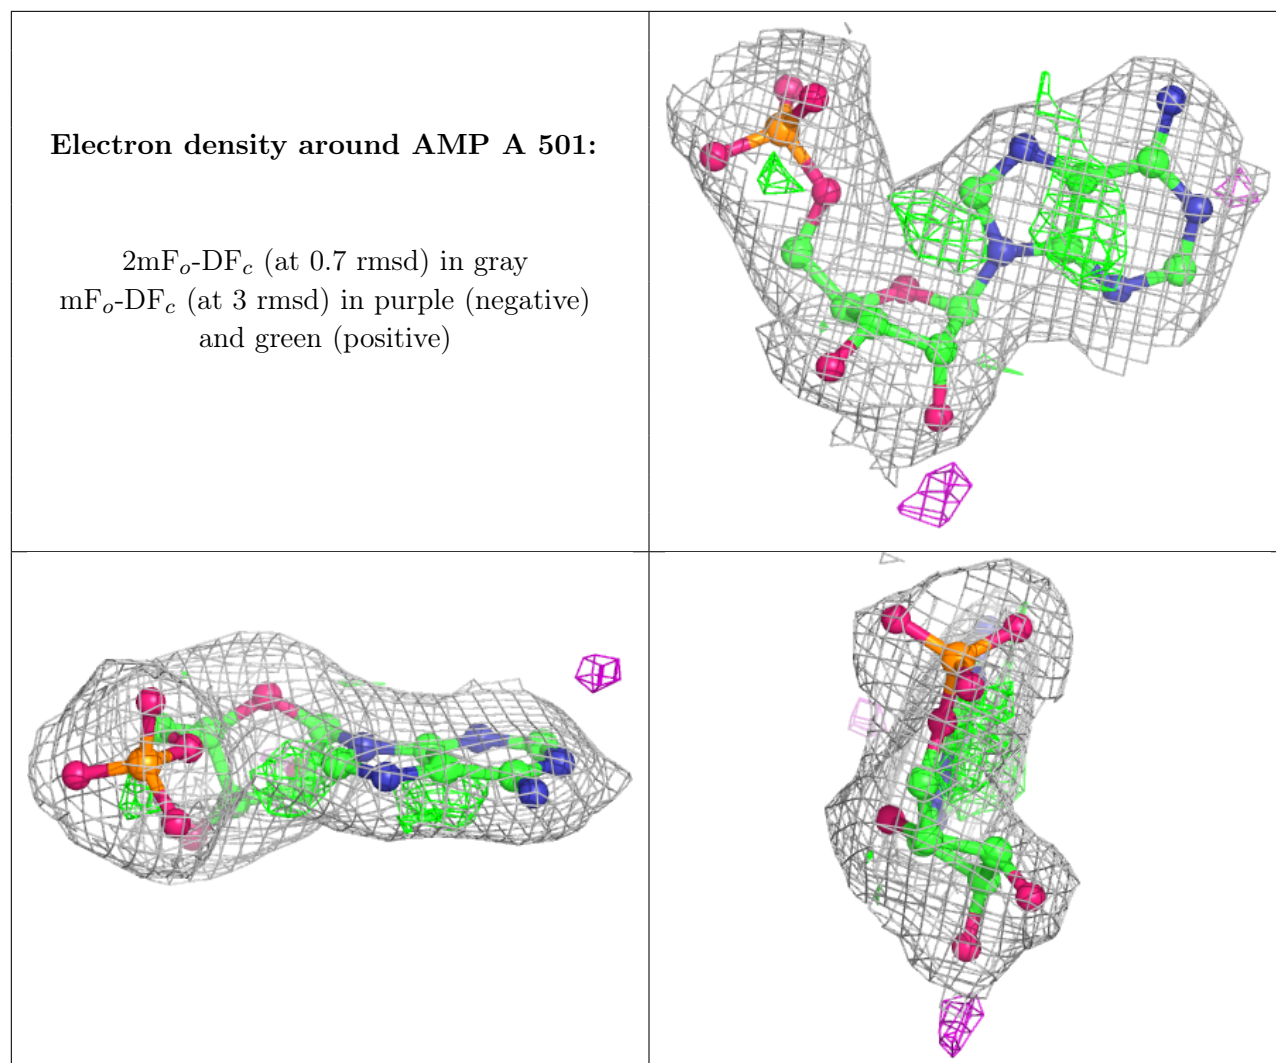 Electron density around AMP A 501:
2mFo-DFc (at 0.7 rmsd) in gray
mFo-DFc (at 3 rmsd) in purple (negative)
and green (positive)